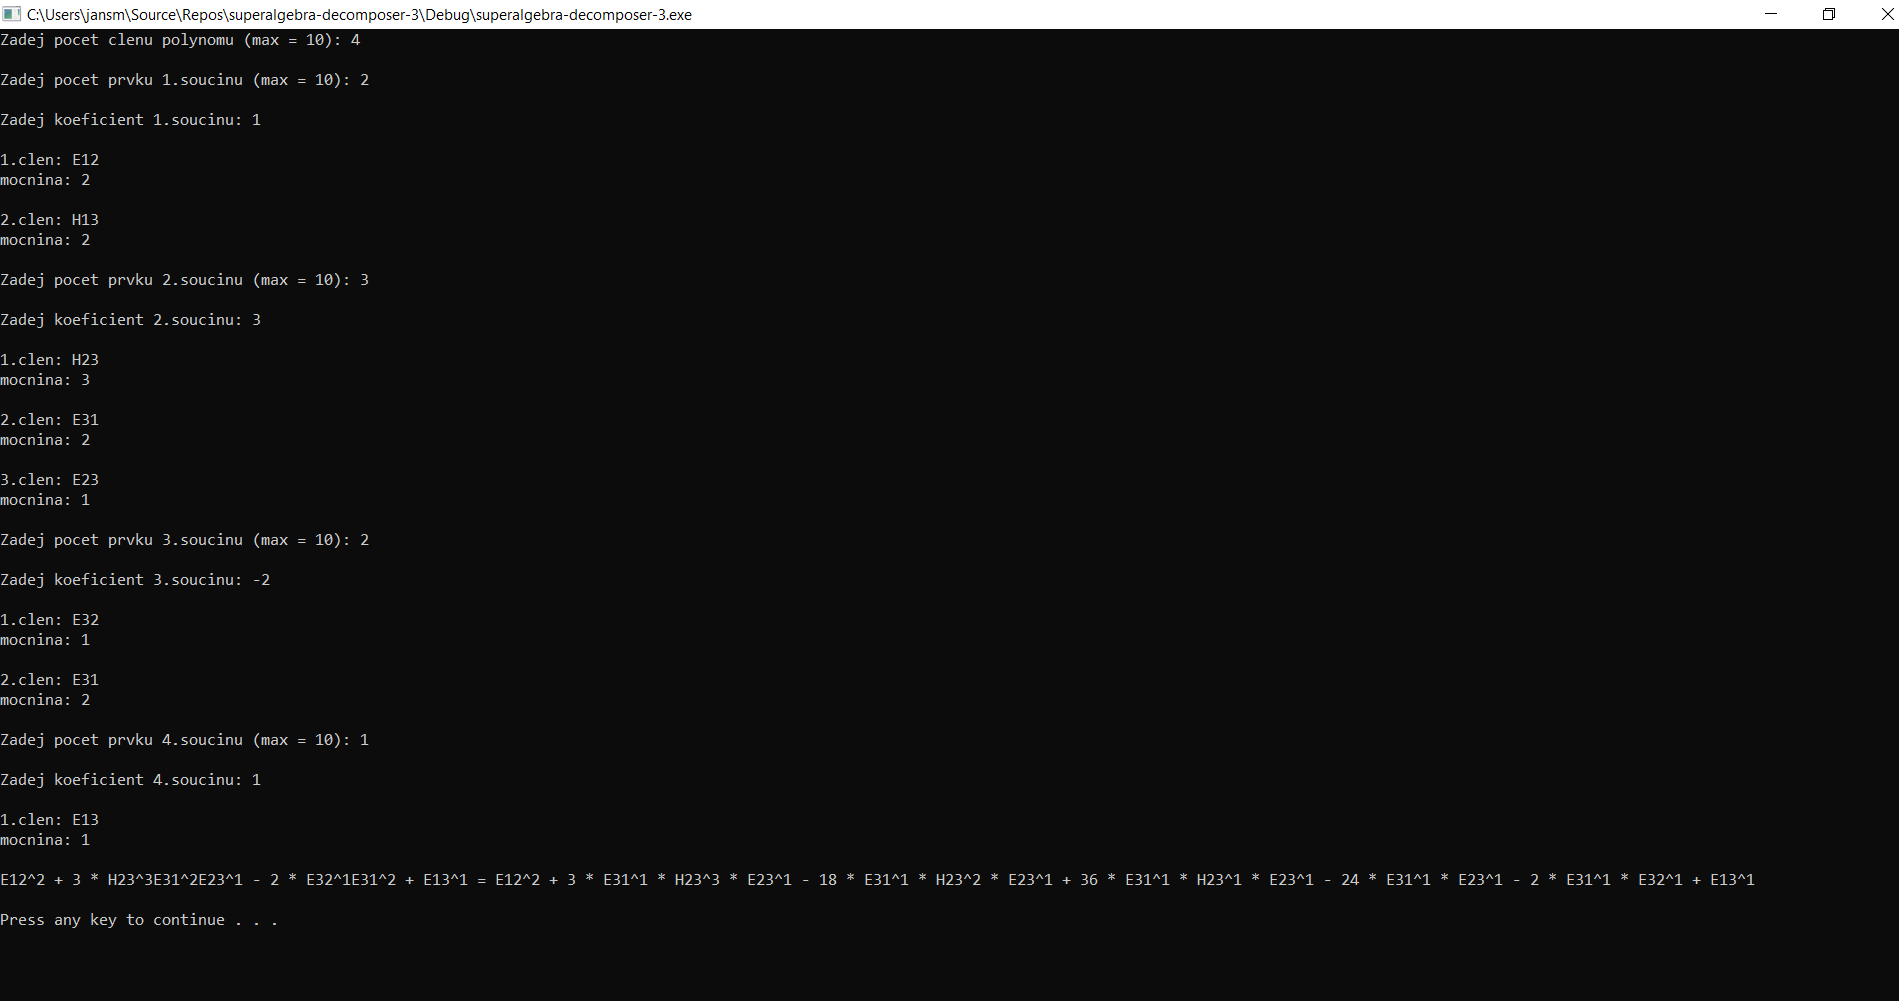 C:\Users\jansm\Source\Repos\superalgebra-decomposer-3\Debug\superalgebra-decomposer-3.exe
Zadej pocet clenu polynomu (max = 10): 4
Zadej pocet prvku 1.soucinu (max = 10): 2
Zadej koeficient 1.soucinu: 1
1.clen: E12
mocnina: 2
2.clen: H13
mocnina: 2
Zadej pocet prvku 2.soucinu (max = 10): 3
Zadej koeficient 2.soucinu: 3
1.clen: H23
mocnina: 3
2.clen: E31
mocnina: 2
3.clen: E23
mocnina: 1
Zadej pocet prvku 3.soucinu (max = 10): 2
Zadej koeficient 3.soucinu: -2
1.clen: E32
mocnina: 1
2.clen: E31
mocnina: 2
Zadej pocet prvku 4.soucinu (max = 10): 1
Zadej koeficient 4.soucinu: 1
1.clen: E13
mocnina: 1
E12^2 + 3 * H23^3E31^2E23^1 - 2 * E32^1E31^2 + E13^1 = E12^2 + 3 * E31^1 * H23^3 * E23^1 - 18 * E31^1 * H23^2 * E23^1 + 36 * E31^1 * H23^1 * E23^1 - 24 * E31^1 * E23^1 - 2 * E31^1 * E32^1 + E13^1
Press any key to continue . . .